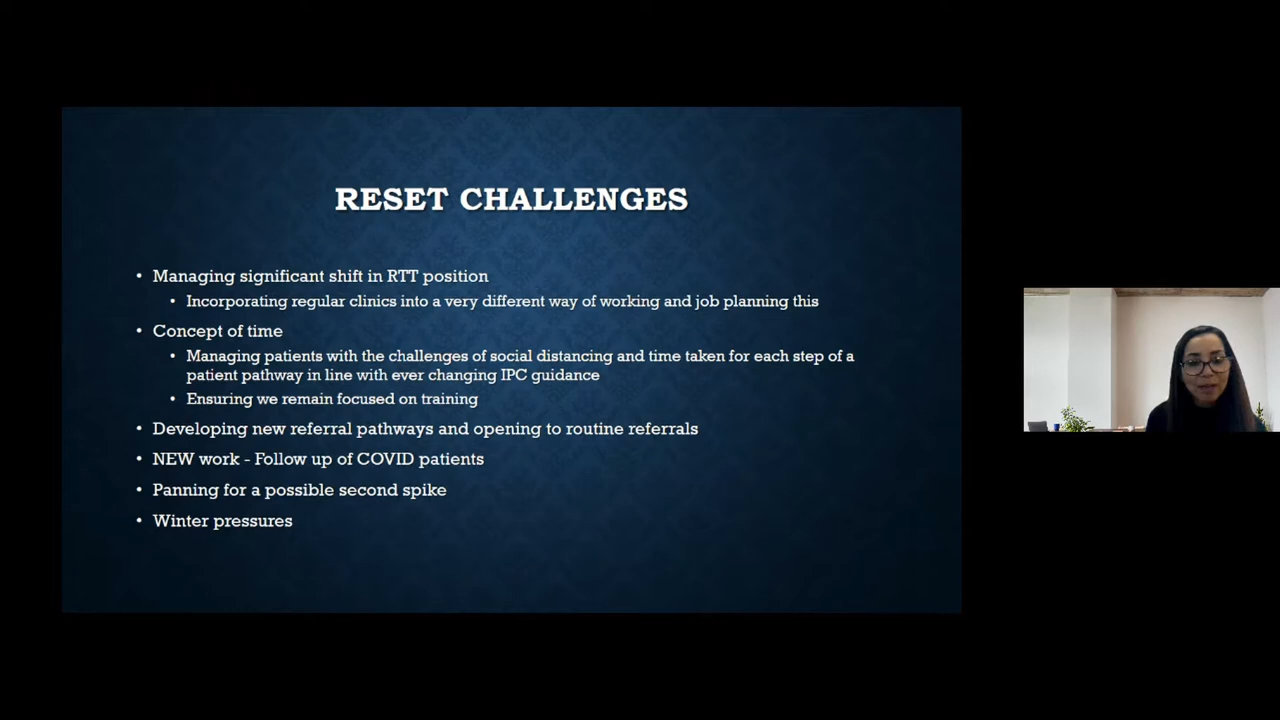 RESET CHALLENGES
• Managing significant shift in RTT position
• Incorporating regular clinics into a very different way of working and job planning this
• Concept of time
• Managing patients with the challenges of social distancing and time taken for each step of a
patient pathway in line with ever changing IPC guidance
• Ensuring we remain focused on training
• Developing new referral pathways and opening to routine referrals
• NEW work - Follow up of COVID patients
• Panning for a possible second spike
• Winter pressures